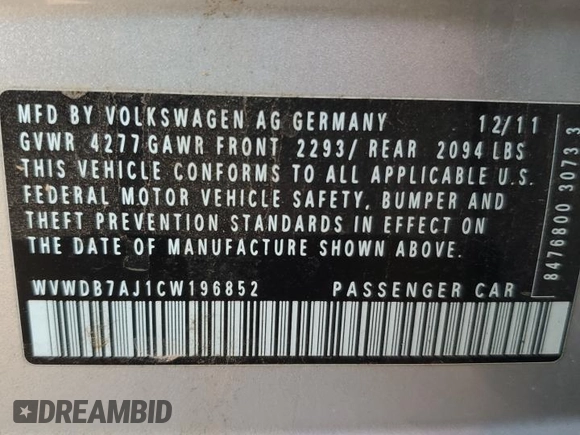 MFD BY VOLKSWAGEN AG GERMANY 12/11
GVWR 4277 GAWR FRONT 2293/ REAR 2094 LBS
THIS VEHICLE CONFORMS TO ALL APPLICABLE U.S.
FEDERAL MOTOR VEHICLE SAFETY, BUMPER AND
THEFT PREVENTION STANDARDS IN EFFECT ON
THE DATE OF MANUFACTURE SHOWN ABOVE.
WVWDB7AJ1CW196852 PASSENGER CAR
8476800 30733
DREAMBID